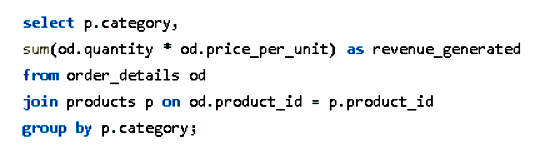 select p.category,
sum(od.quantity * od.price_per_unit) as revenue_generated
from order_details od
join products p on od.product_id = p.product_id
group by p.category;